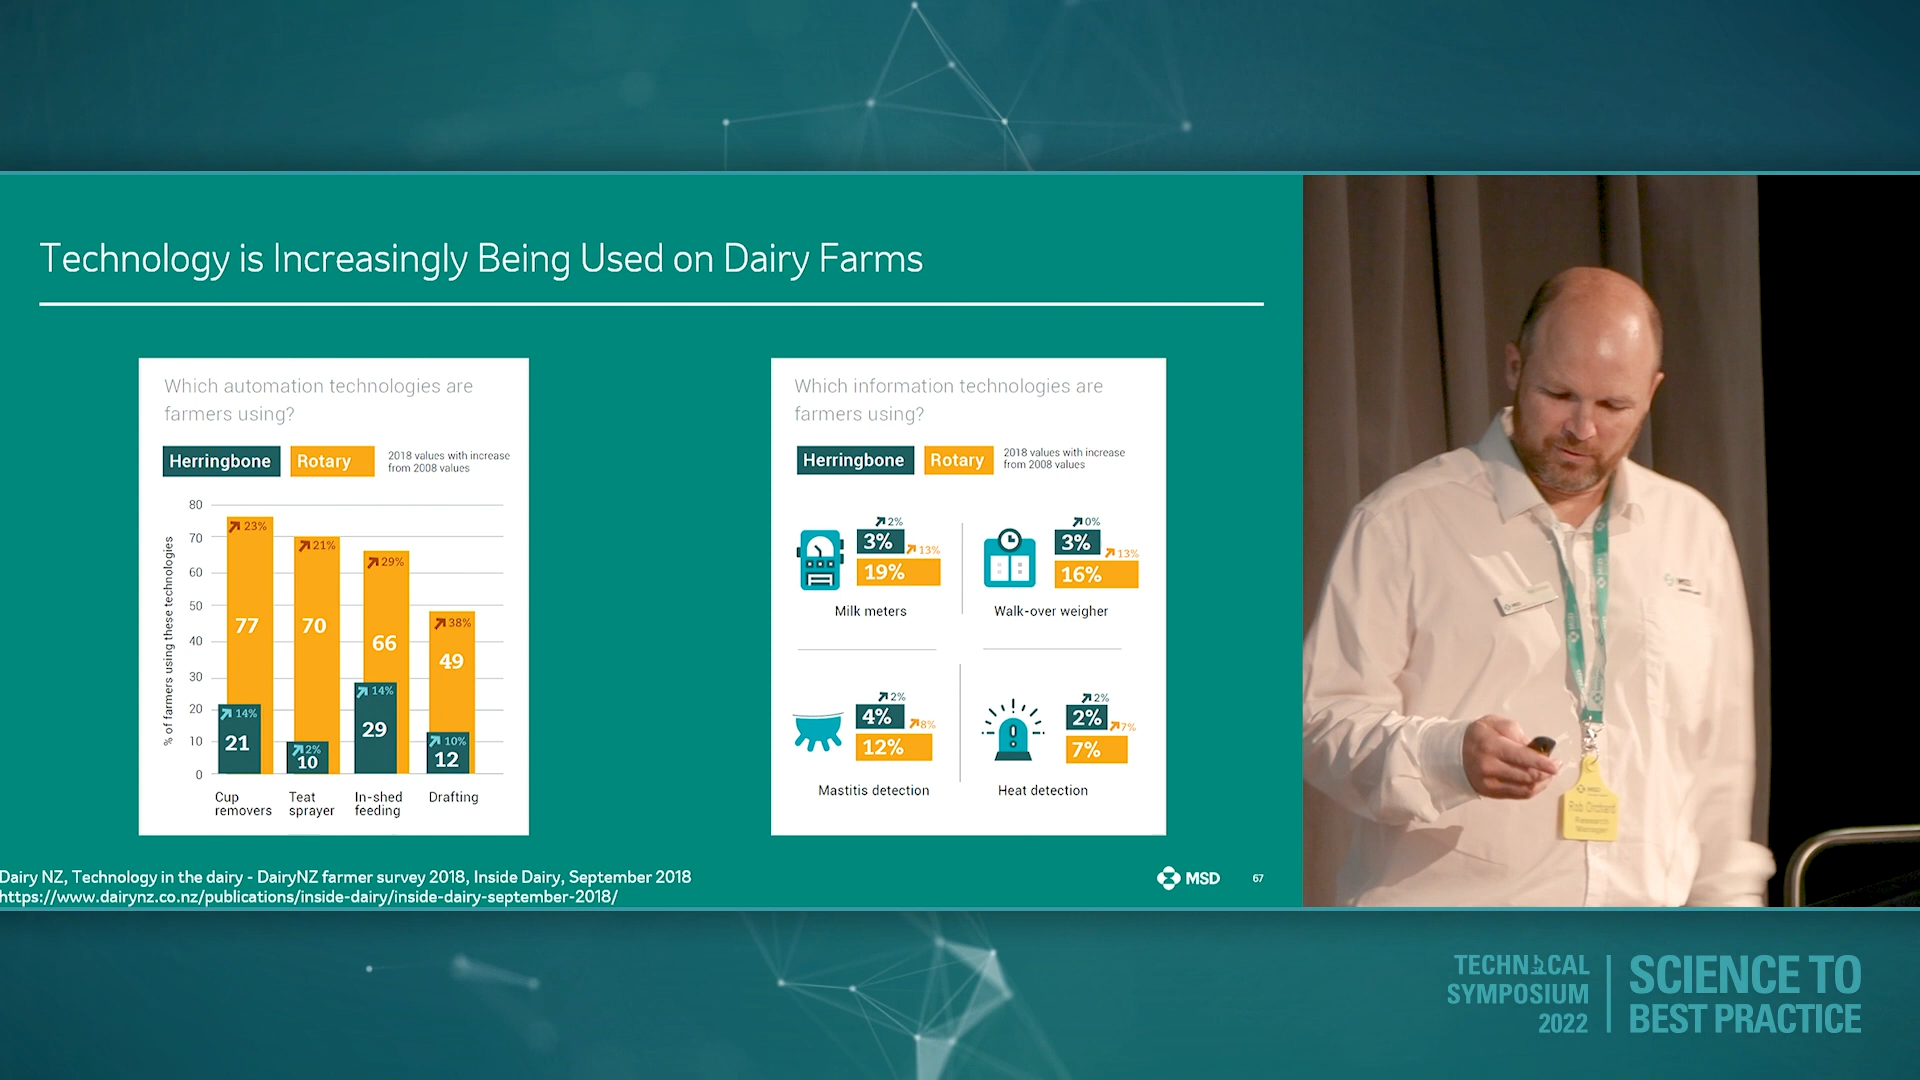 Technology is Increasingly Being Used on Dairy Farms
Which automation technologies are
farmers using?
Herringbone
Rotary
2018 values with increase
from 2008 values
% of farmers using these technologies
80
70
60
50
40
30
20
10
0
23%
77
14%
21
21%
70
2%
10
29%
66
14%
29
38%
49
10%
12
Cup
removers
Teat
sprayer
In-shed
feeding
Drafting
Which information technologies are
farmers using?
Herringbone
Rotary
2018 values with increase
from 2008 values
2%
3%
13%
19%
Milk meters
0%
3%
13%
16%
Walk-over weigher
2%
4%
8%
12%
Mastitis detection
2%
2%
7%
7%
Heat detection
Dairy NZ, Technology in the dairy - DairyNZ farmer survey 2018, Inside Dairy, September 2018
https://www.dairynz.co.nz/publications/inside-dairy/inside-dairy-september-2018/
MSD
67
MSD
MSD
Rob Orchard
Research
Manager
TECHNICAL
SYMPOSIUM
2022
SCIENCE TO
BEST PRACTICE